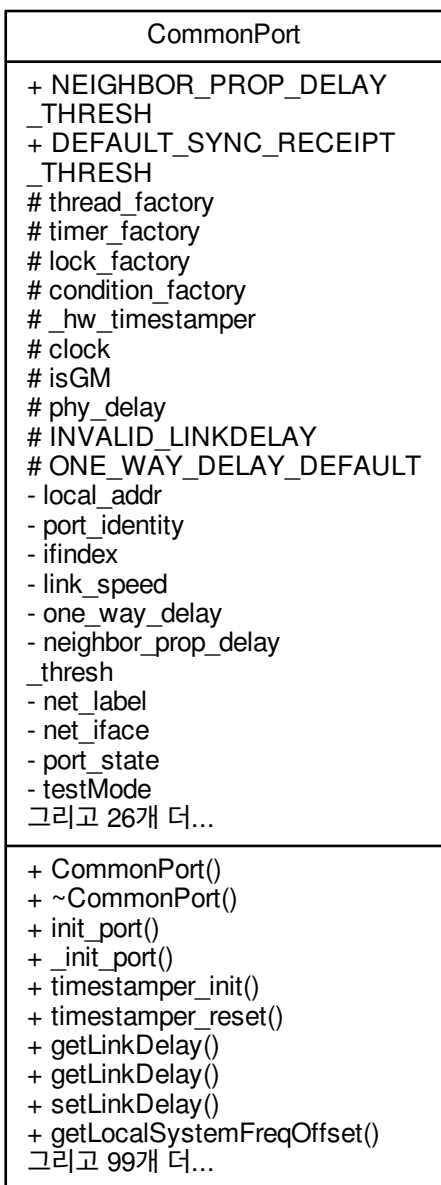 CommonPort
+ NEIGHBOR_PROP_DELAY
_THRESH
+ DEFAULT_SYNC_RECEIPT
_THRESH
# thread_factory
# timer_factory
# lock_factory
# condition_factory
# _hw_timestamper
# clock
# isGM
# phy_delay
# INVALID_LINKDELAY
# ONE_WAY_DELAY_DEFAULT
- local_addr
- port_identity
- ifindex
- link_speed
- one_way_delay
- neighbor_prop_delay
_thresh
- net_label
- net_iface
- port_state
- testMode
그리고 26개 더...
+ CommonPort()
+ ~CommonPort()
+ init_port()
+ _init_port()
+ timestamper_init()
+ timestamper_reset()
+ getLinkDelay()
+ getLinkDelay()
+ setLinkDelay()
+ getLocalSystemFreqOffset()
그리고 99개 더...